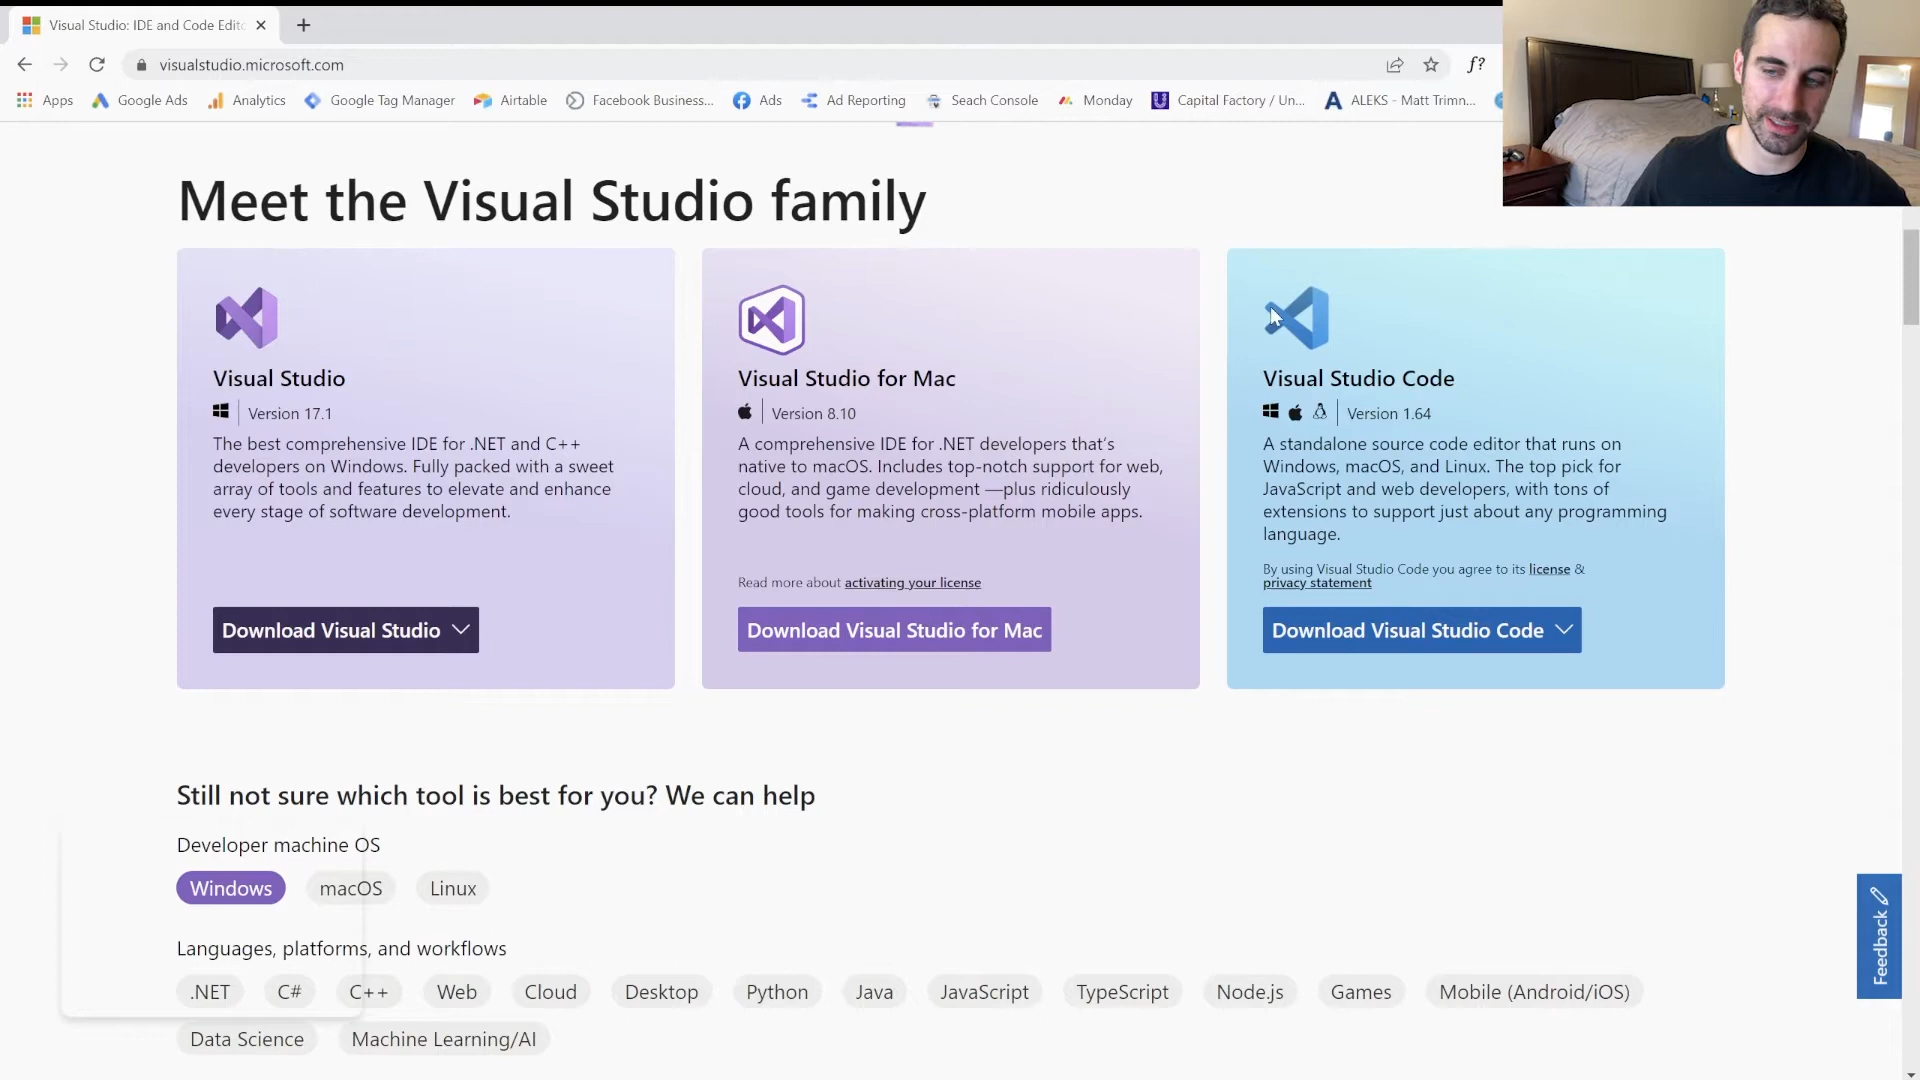 Visual Studio: IDE and Code Edito
visualstudio.microsoft.com
f?
Apps
Google Ads
Analytics
Google Tag Manager
Airtable
Facebook Business...
Ads
Ad Reporting
Seach Console
Monday
Capital Factory / Un...
ALEKS - Matt Trimn...
Meet the Visual Studio family
Visual Studio
Version 17.1
The best comprehensive IDE for .NET and C++
developers on Windows. Fully packed with a sweet
array of tools and features to elevate and enhance
every stage of software development.
Download Visual Studio
Visual Studio for Mac
Version 8.10
A comprehensive IDE for .NET developers that's
native to macOS. Includes top-notch support for web,
cloud, and game development —plus ridiculously
good tools for making cross-platform mobile apps.
Read more about activating your license
Download Visual Studio for Mac
Visual Studio Code
Version 1.64
A standalone source code editor that runs on
Windows, macOS, and Linux. The top pick for
JavaScript and web developers, with tons of
extensions to support just about any programming
language.
By using Visual Studio Code you agree to its license &
privacy statement
Download Visual Studio Code
Still not sure which tool is best for you? We can help
Developer machine OS
Windows macOS Linux
Languages, platforms, and workflows
.NET C# C++ Web Cloud Desktop Python Java JavaScript TypeScript Node.js Games Mobile (Android/iOS)
Data Science Machine Learning/AI
Feedback